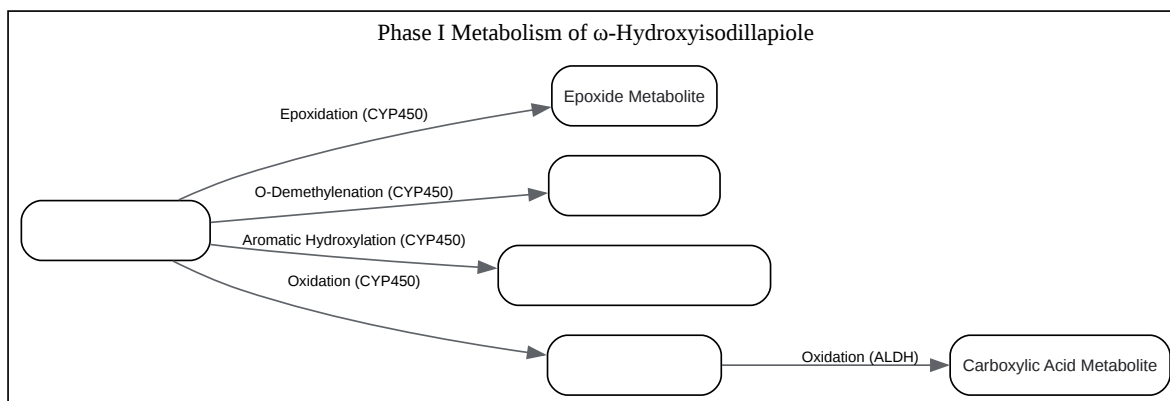 Phase I Metabolism of ω-Hydroxyisodillapiole
Epoxidation (CYP450)
Epoxide Metabolite
O-Demethylenation (CYP450)
Aromatic Hydroxylation (CYP450)
Oxidation (CYP450)
Oxidation (ALDH)
Carboxylic Acid Metabolite